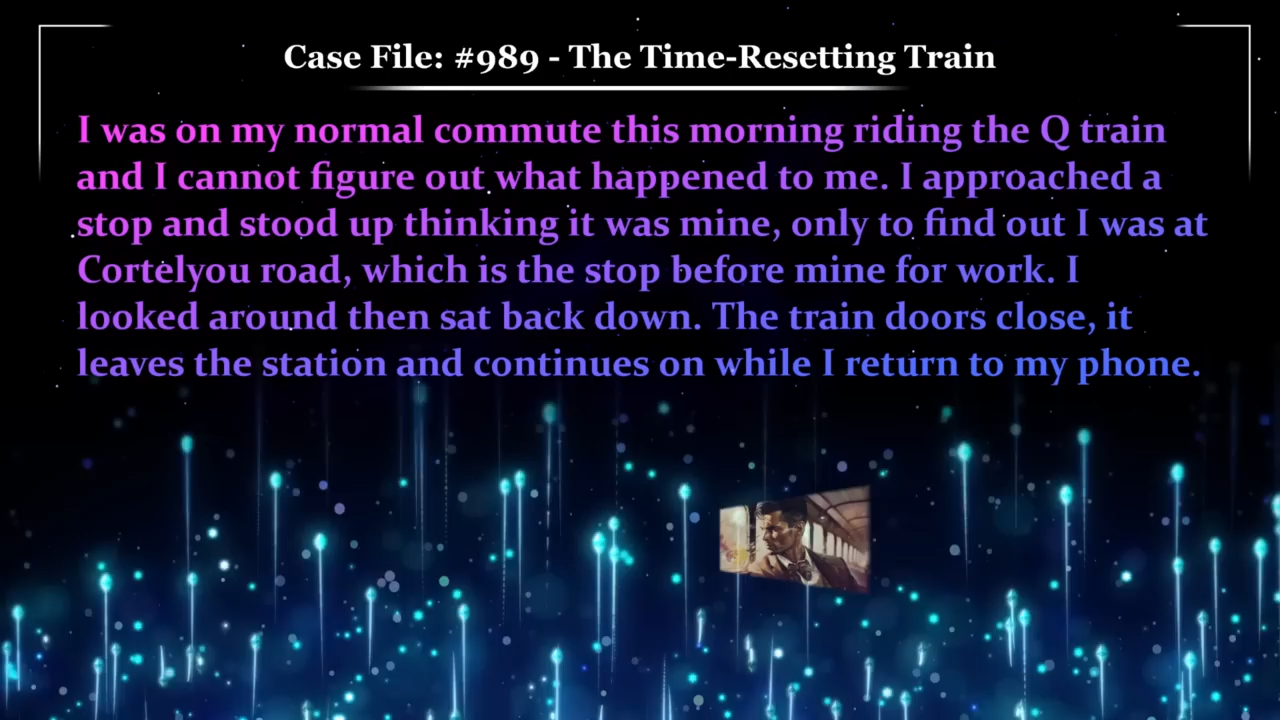 Case File: #989 - The Time-Resetting Train
I was on my normal commute this morning riding the Q train
and I cannot figure out what happened to me. I approached a
stop and stood up thinking it was mine, only to find out I was at
Cortelyou road, which is the stop before mine for work. I
looked around then sat back down. The train doors close, it
leaves the station and continues on while I return to my phone.